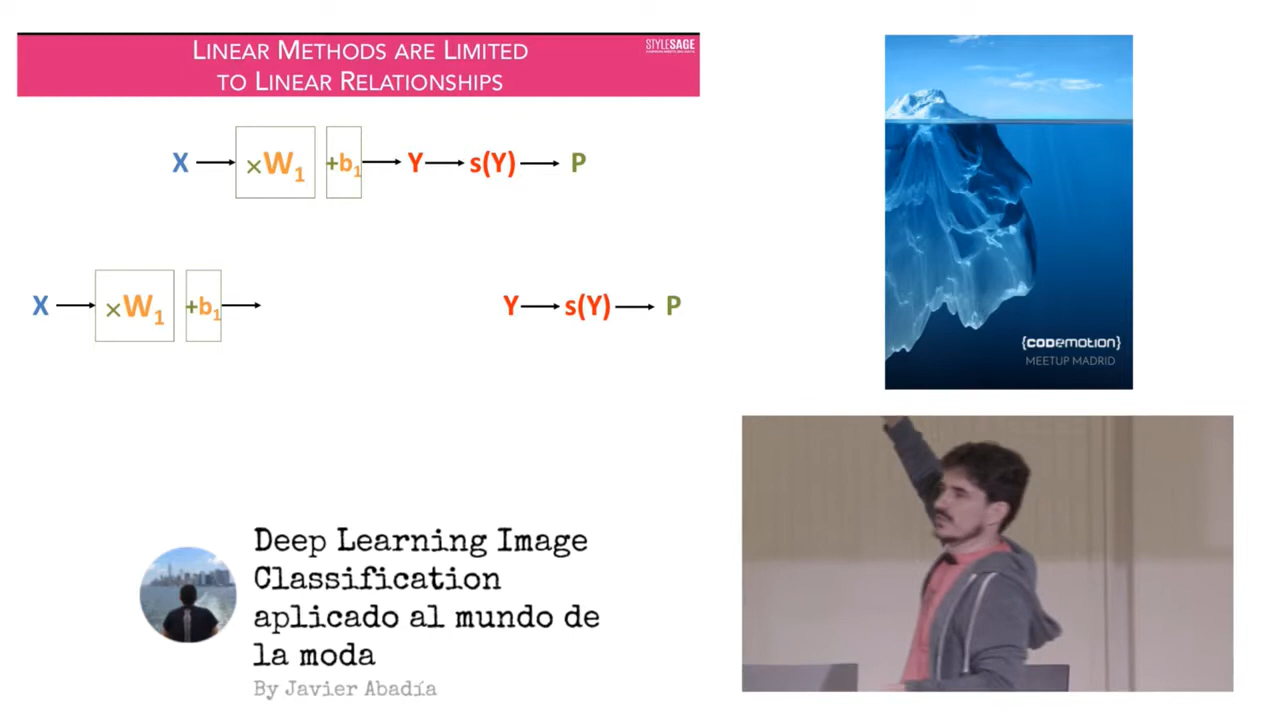 LINEAR METHODS ARE LIMITED
TO LINEAR RELATIONSHIPS
STYLESAGE
X ×W1 +b1 Y s(Y) P
X ×W1 +b1 Y s(Y) P
{CODEMOTION}
MEETUP MADRID
Deep Learning Image
Classification
aplicado al mundo de
la moda
By Javier Abadía